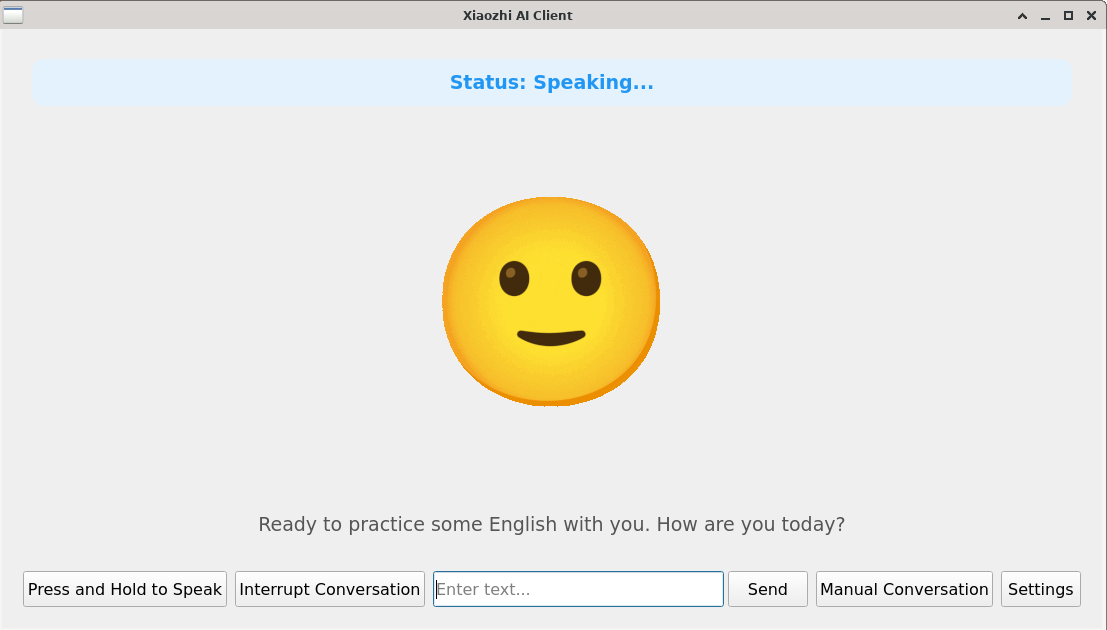 Xiaozhi AI Client
Status: Speaking...
Ready to practice some English with you. How are you today?
Press and Hold to Speak Interrupt Conversation Enter text... Send Manual Conversation Settings